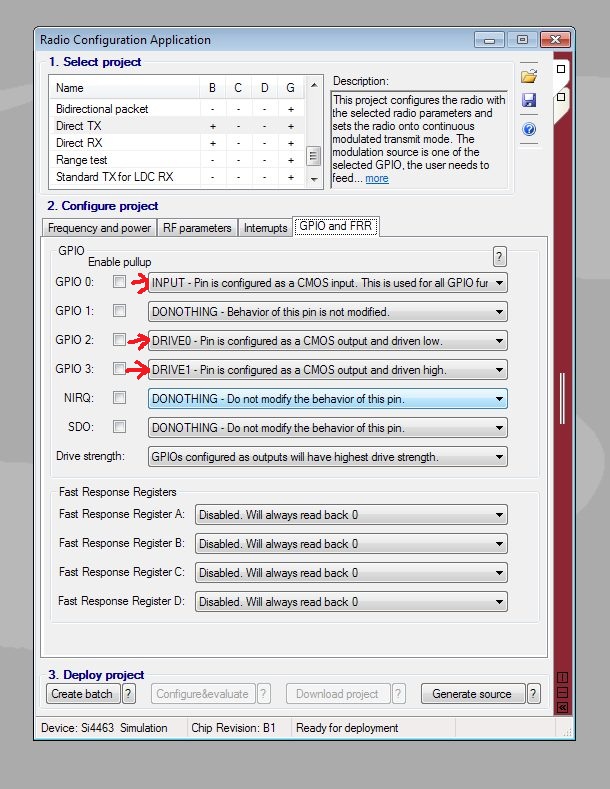 Radio Configuration Application
1. Select project
Name B C D G
Bidirectional packet - - - +
Direct TX + - - +
Direct RX - - - +
Range test - - - +
Standard TX for LDC RX - - - +
Description:
This project configures the radio with
the selected radio parameters and
sets the radio onto continuous
modulated transmit mode. The
modulation source is one of the
selected GPIO, the user needs to
feed... more
2. Configure project
Frequency and power RF parameters Interrupts GPIO and FRR
GPIO
Enable pullup
?
GPIO 0: INPUT - Pin is configured as a CMOS input. This is used for all GPIO fur
GPIO 1: DONOTHING - Behavior of this pin is not modified.
GPIO 2: DRIVE0 - Pin is configured as a CMOS output and driven low.
GPIO 3: DRIVE1 - Pin is configured as a CMOS output and driven high.
NIRQ: DONOTHING - Do not modify the behavior of this pin.
SDO: DONOTHING - Do not modify the behavior of this pin.
Drive strength: GPIOs configured as outputs will have highest drive strength.
Fast Response Registers
Fast Response Register A: Disabled. Will always read back 0
Fast Response Register B: Disabled. Will always read back 0
Fast Response Register C: Disabled. Will always read back 0
Fast Response Register D: Disabled. Will always read back 0
3. Deploy project
Create batch ? Configure&evaluate ? Download project ? Generate source ?
Device: Si4463 Simulation Chip Revision: B1 Ready for deployment